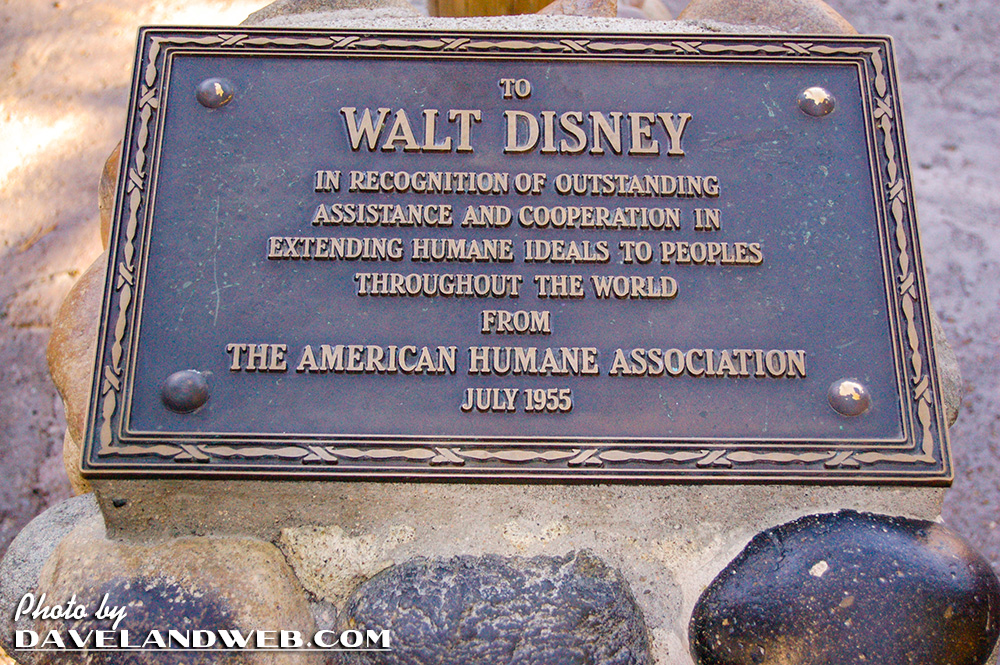 TO
WALT DISNEY
IN RECOGNITION OF OUTSTANDING
ASSISTANCE AND COOPERATION IN
EXTENDING HUMANE IDEALS TO PEOPLES
THROUGHOUT THE WORLD
FROM
THE AMERICAN HUMANE ASSOCIATION
JULY 1955
Photo by
DAVELANDWEB.COM